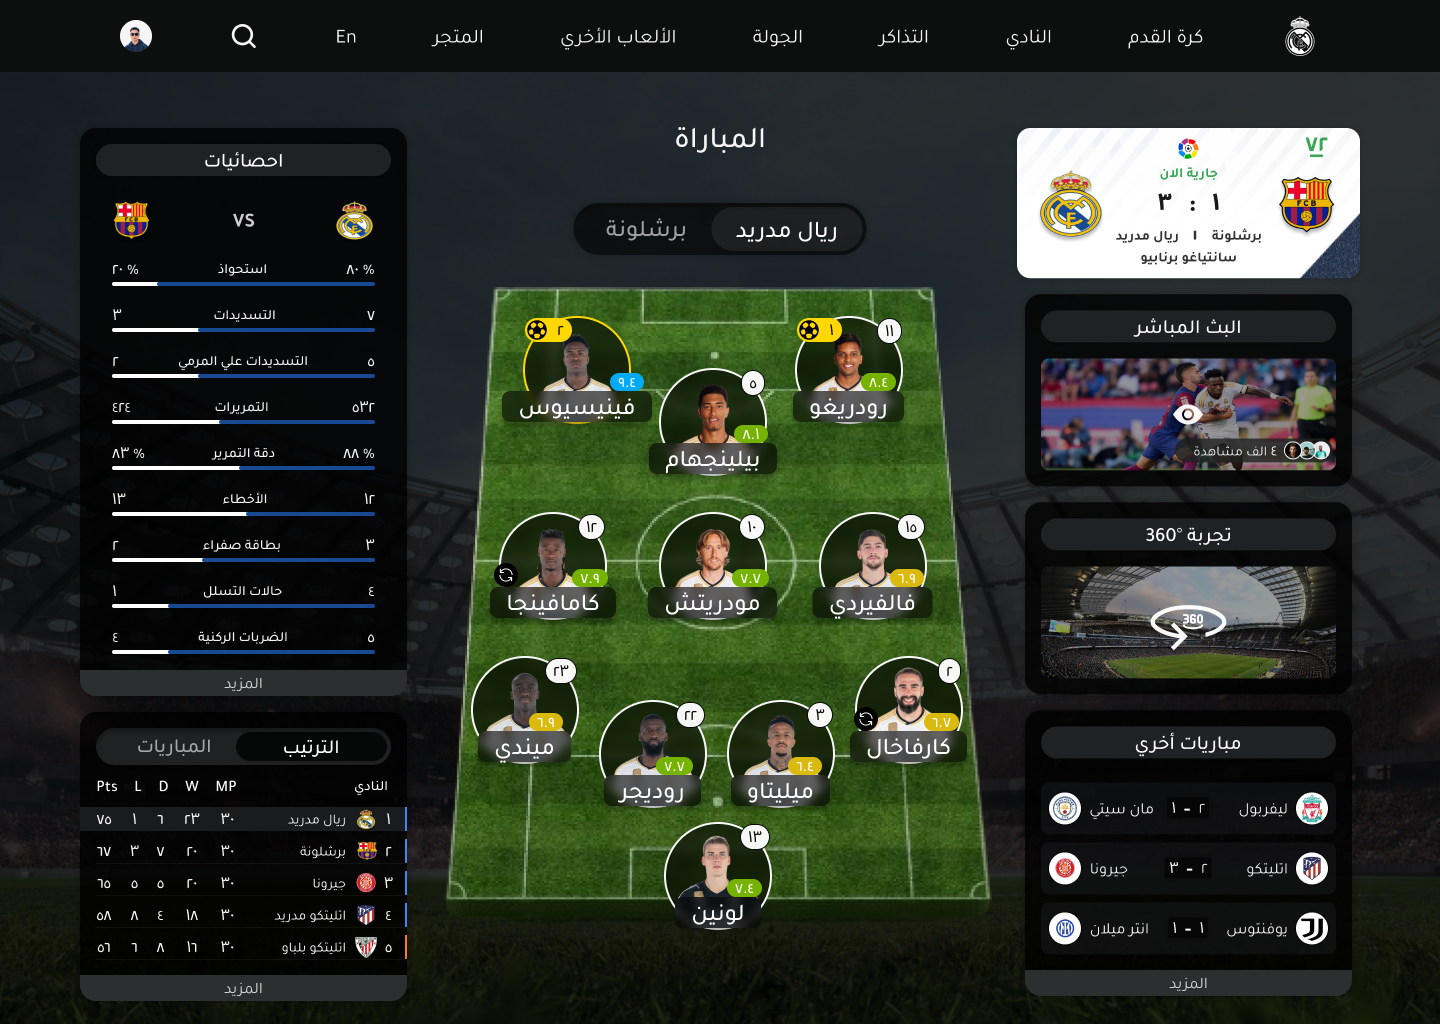 كرة القدم
النادي
التذاكر
الجولة
الألعاب الأخري
المتجر
En
٧٢
جارية الان
١ : ٣
برشلونة ا ريال مدريد
سانتياغو برنابيو
FCB
البث المباشر
٤ الف مشاهدة
تجربة °360
360
مباريات أخري
ليفربول ٢ - ١ مان سيتي
اتليتكو ٢ - ٣ جيرونا
يوفنتوس ١ - ١ انتر ميلان
المزيد
المباراة
ريال مدريد
برشلونة
١
١١
٨.٤
رودريغو
٥
٨.١
بيلينجهام
٢
٩.٤
فينيسيوس
١٥
٦.٩
فالفيردي
١٠
٧.٧
مودريتش
١٢
٧.٩
كامافينجا
٢
٦.٧
كارفاخال
٣
٦.٤
ميليتاو
٢٢
٧.٧
روديجر
٢٣
٦.٩
ميندي
١٣
٧.٤
لونين
احصائيات
VS
FCB
٨٠ % استحواذ ٢٠ %
٧ التسديدات ٣
٥ التسديدات علي المرمي ٢
٥٣٢ التمريرات ٤٢٤
٨٨ % دقة التمرير ٨٣ %
١٢ الأخطاء ١٣
٣ بطاقة صفراء ٢
٤ حالات التسلل ١
٥ الضربات الركنية ٤
المزيد
الترتيب
المباريات
النادي MP W D L Pts
١ ريال مدريد ٣٠ ٢٣ ٦ ١ ٧٥
٢ برشلونة ٣٠ ٢٠ ٧ ٣ ٦٧
٣ جيرونا ٣٠ ٢٠ ٥ ٥ ٦٥
٤ اتليتكو مدريد ٣٠ ١٨ ٤ ٨ ٥٨
٥ اتليتكو بلباو ٣٠ ١٦ ٨ ٦ ٥٦
المزيد